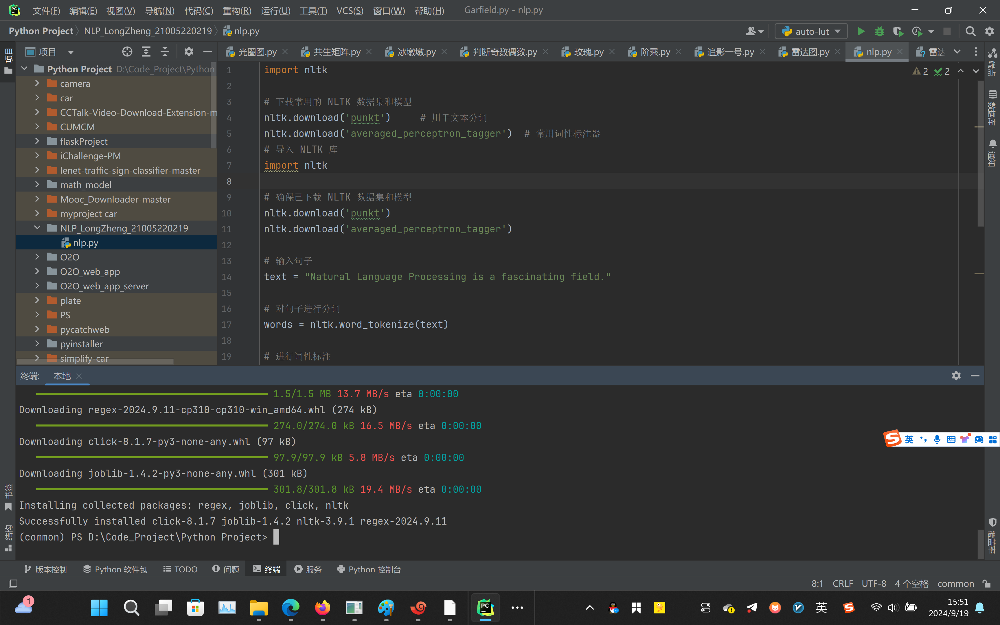 文件(F) 编辑(E) 视图(V) 导航(N) 代码(C) 重构(R) 运行(U) 工具(T) VCS(S) 窗口(W) 帮助(H) Garfield.py - nlp.py
Python Project NLP_LongZheng_21005220219 nlp.py auto-lut
项目 光圈图.py 共生矩阵.py 冰墩墩.py 判断奇数偶数.py 玫瑰.py 阶乘.py 追影一号.py 雷达图.py nlp.py 雷达
项目
书签
结构
Python Project D:\Code_Project\Python
camera
car
CCTalk-Video-Download-Extension-m
CUMCM
flaskProject
iChallenge-PM
lenet-traffic-sign-classifier-master
math_model
Mooc_Downloader-master
myproject car
NLP_LongZheng_21005220219
nlp.py
O2O
O2O_web_app
O2O_web_app_server
plate
PS
pycatchweb
pyinstaller
simplify-car
1 import nltk
2
3 # 下载常用的 NLTK 数据集和模型
4 nltk.download('punkt') # 用于文本分词
5 nltk.download('averaged_perceptron_tagger') # 常用词性标注器
6 # 导入 NLTK 库
7 import nltk
8
9 # 确保已下载 NLTK 数据集和模型
10 nltk.download('punkt')
11 nltk.download('averaged_perceptron_tagger')
12
13 # 输入句子
14 text = "Natural Language Processing is a fascinating field."
15
16 # 对句子进行分词
17 words = nltk.word_tokenize(text)
18
19 # 进行词性标注
2 2
端点
数据库
通知
覆盖率
终端: 本地
1.5/1.5 MB 13.7 MB/s eta 0:00:00
Downloading regex-2024.9.11-cp310-cp310-win_amd64.whl (274 kB)
274.0/274.0 kB 16.5 MB/s eta 0:00:00
Downloading click-8.1.7-py3-none-any.whl (97 kB)
97.9/97.9 kB 5.8 MB/s eta 0:00:00
Downloading joblib-1.4.2-py3-none-any.whl (301 kB)
301.8/301.8 kB 19.4 MB/s eta 0:00:00
Installing collected packages: regex, joblib, click, nltk
Successfully installed click-8.1.7 joblib-1.4.2 nltk-3.9.1 regex-2024.9.11
(common) PS D:\Code_Project\Python Project>
英
版本控制 Python 软件包 TODO 问题 终端 服务 Python 控制台
8:1 CRLF UTF-8 4 个空格 common
1 PC 英 15:51
2024/9/19